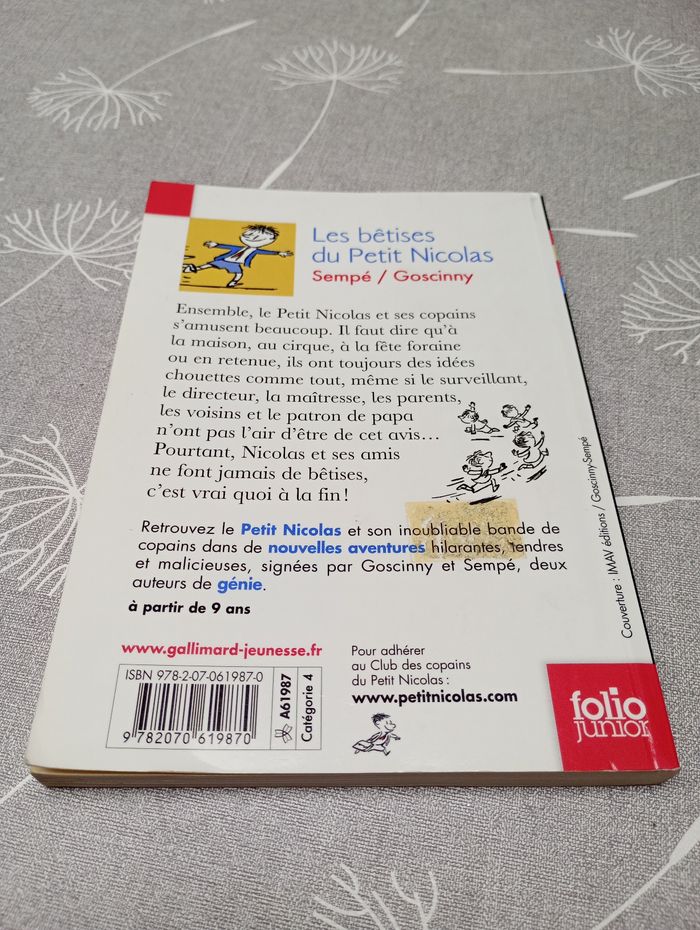 Les bêtises
du Petit Nicolas
Sempé / Goscinny
Ensemble, le Petit Nicolas et ses copains
s'amusent beaucoup. Il faut dire qu'à
la maison, au cirque, à la fête foraine
ou en retenue, ils ont toujours des idées
chouettes comme tout, même si le surveillant,
le directeur, la maîtresse, les parents,
les voisins et le patron de papa
n'ont pas l'air d'être de cet avis…
Pourtant, Nicolas et ses amis
ne font jamais de bêtises,
c'est vrai quoi à la fin !
Retrouvez le Petit Nicolas et son inoubliable bande de
copains dans de nouvelles aventures hilarantes, tendres
et malicieuses, signées par Goscinny et Sempé, deux
auteurs de génie.
à partir de 9 ans
www.gallimard-jeunesse.fr
ISBN 978-2-07-061987-0
9 782070 619870
A61987
Catégorie 4
Pour adhérer
au Club des copains
du Petit Nicolas :
www.petitnicolas.com
folio
junior
Couverture : IMAV éditions / Goscinny-Sempé